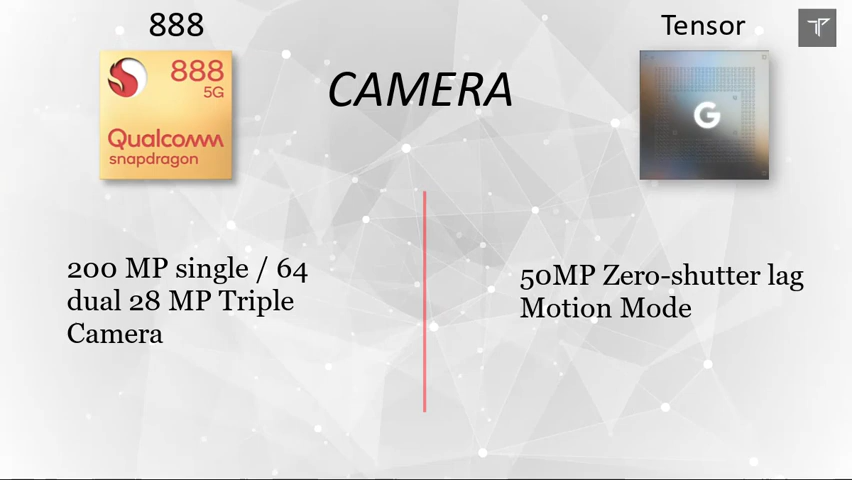 888
Tensor
CAMERA
888
5G
Qualcomm
snapdragon
G
200 MP single / 64
dual 28 MP Triple
Camera
50MP Zero-shutter lag
Motion Mode